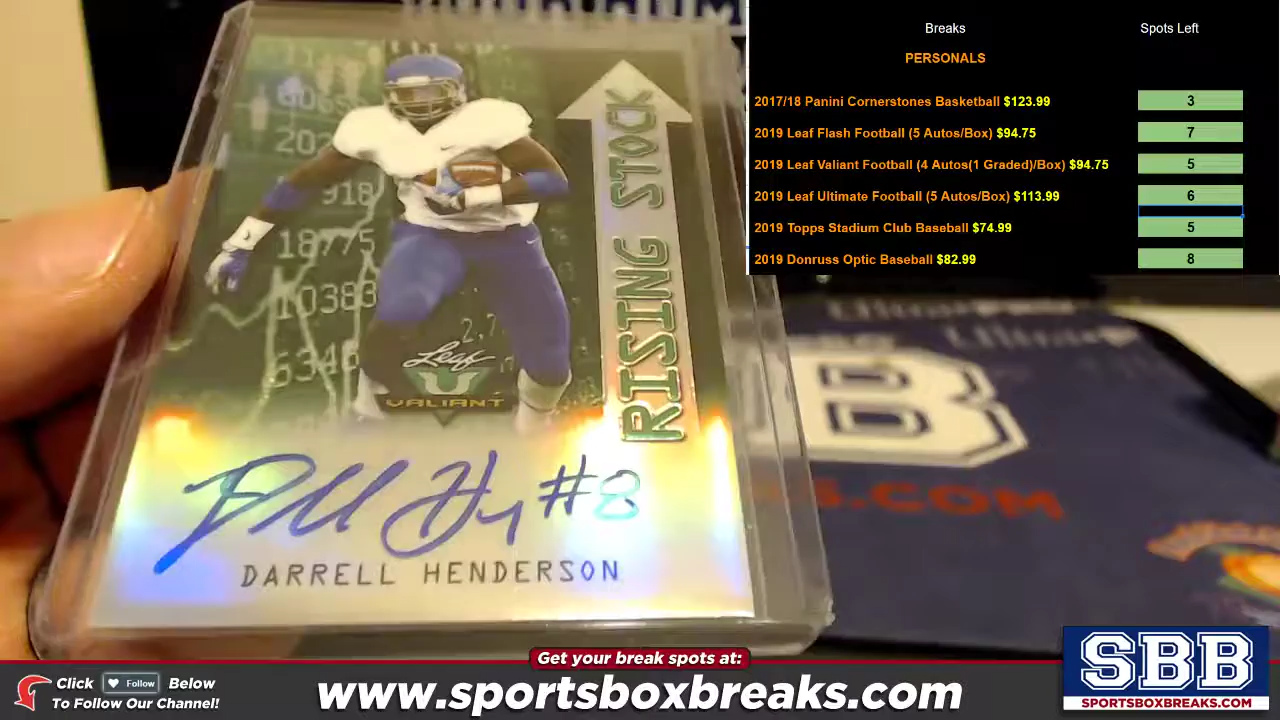 Breaks Spots Left
PERSONALS
2017/18 Panini Cornerstones Basketball $123.99 3
2019 Leaf Flash Football (5 Autos/Box) $94.75 7
2019 Leaf Valiant Football (4 Autos(1 Graded)/Box) $94.75 5
2019 Leaf Ultimate Football (5 Autos/Box) $113.99 6
2019 Topps Stadium Club Baseball $74.99 5
2019 Donruss Optic Baseball $82.99 8
RISING STOCK
918
18775
10383
Leaf
VALIANT
#8
DARRELL HENDERSON
B
.COM
Get your break spots at:
Click Follow Below
To Follow Our Channel!
www.sportsboxbreaks.com
SBB
SPORTSBOXBREAKS.COM